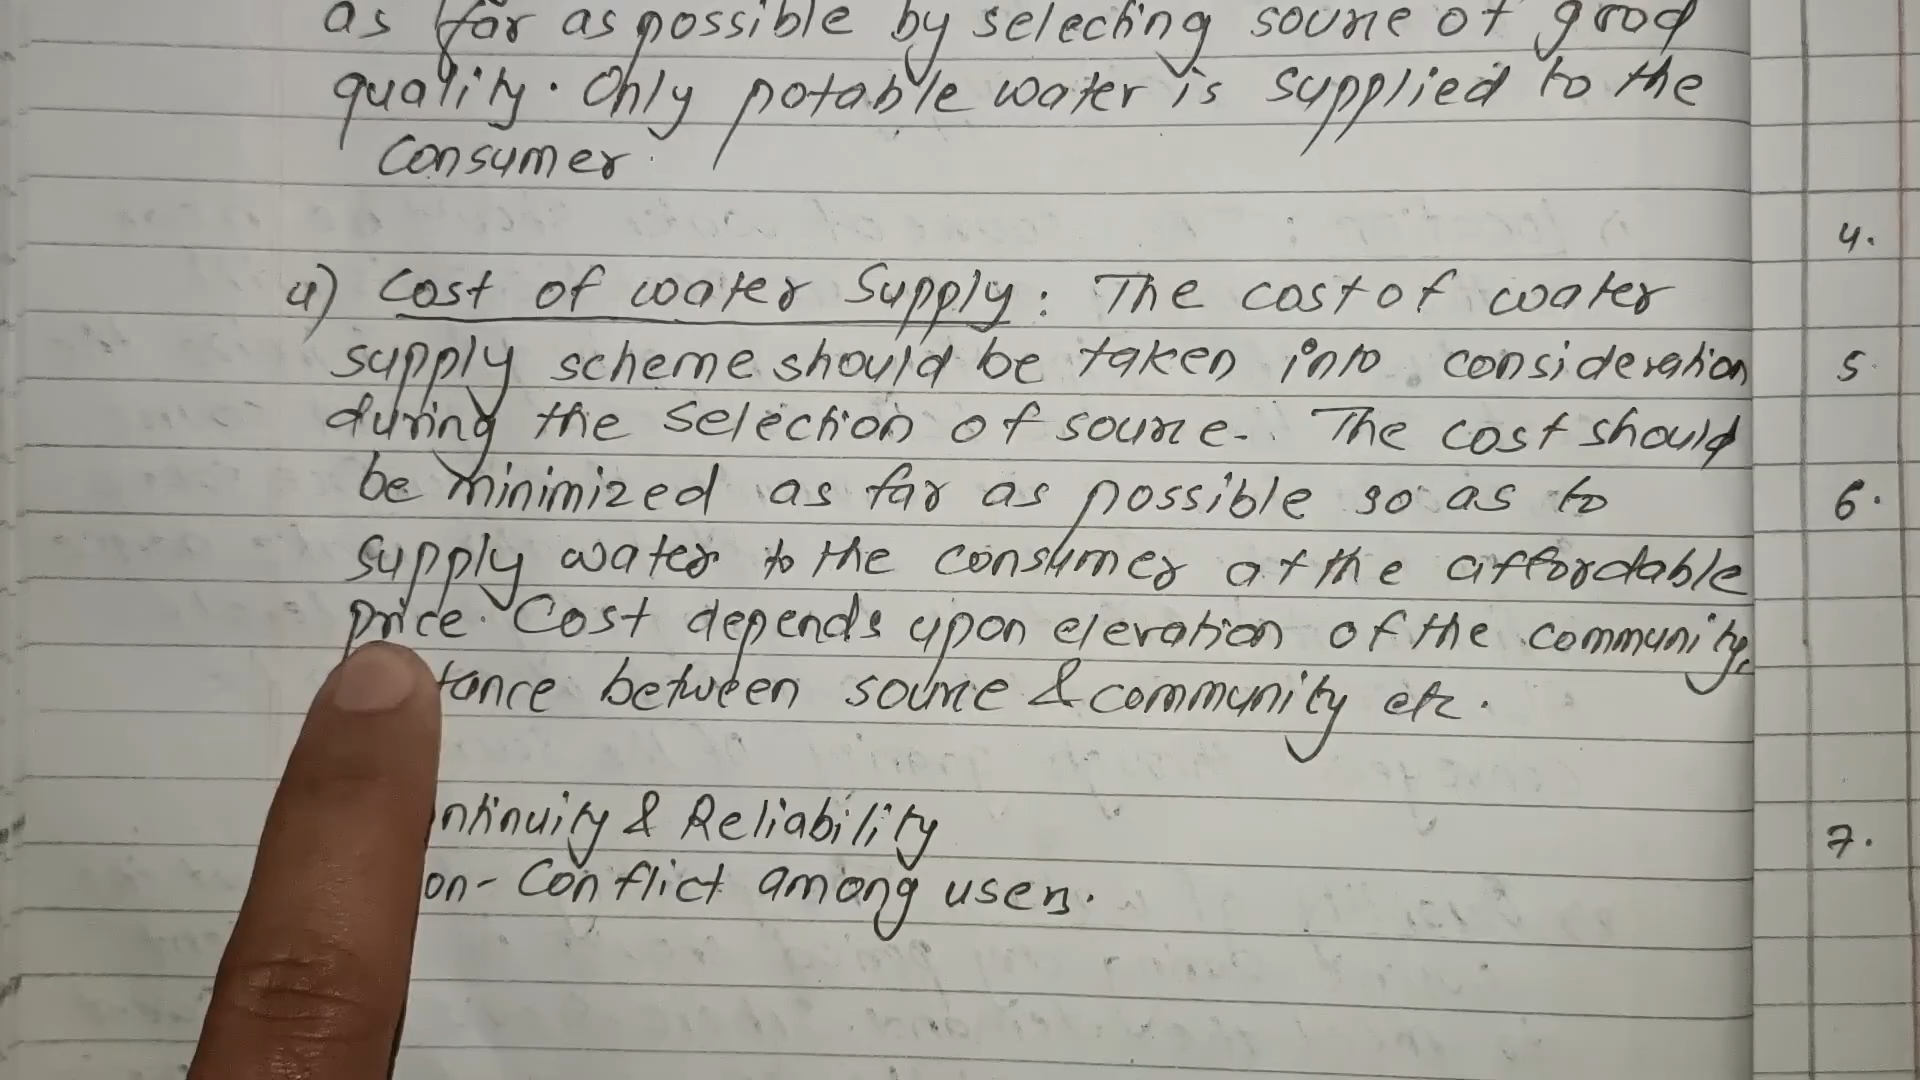 as far as possible by selecting source of good
quality. Only potable water is supplied to the
consumer.
4) Cost of water Supply: The cost of water
supply scheme should be taken into consideration
during the selection of source. The cost should
be minimized as far as possible so as to
supply water to the consumer at the affordable
price. Cost depends upon elevation of the community,
tance between source & community etc.
ntinuity & Reliability
on-Conflict among users.
4.
5.
6.
7.